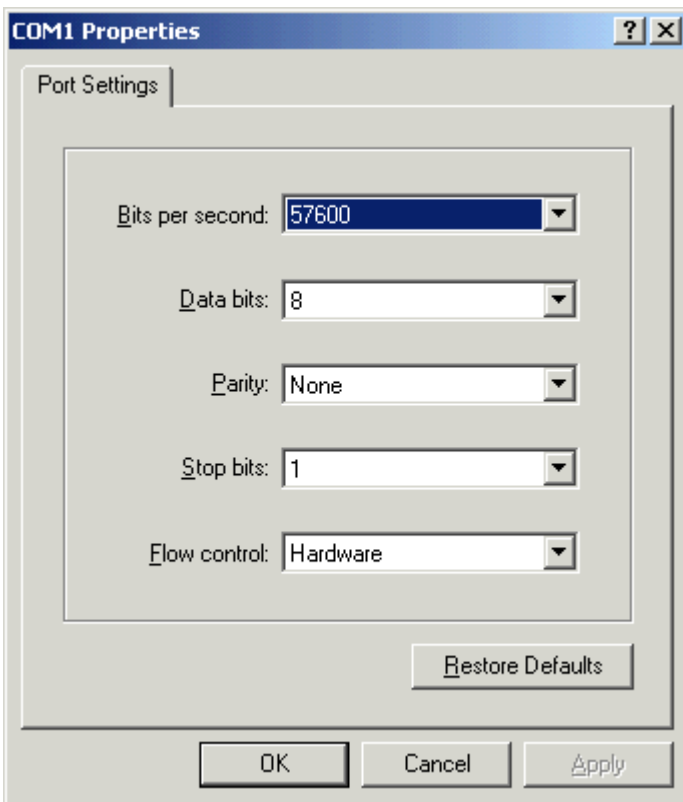 COM1 Properties
Port Settings
Bits per second: 57600
Data bits: 8
Parity: None
Stop bits: 1
Flow control: Hardware
Restore Defaults
OK Cancel Apply